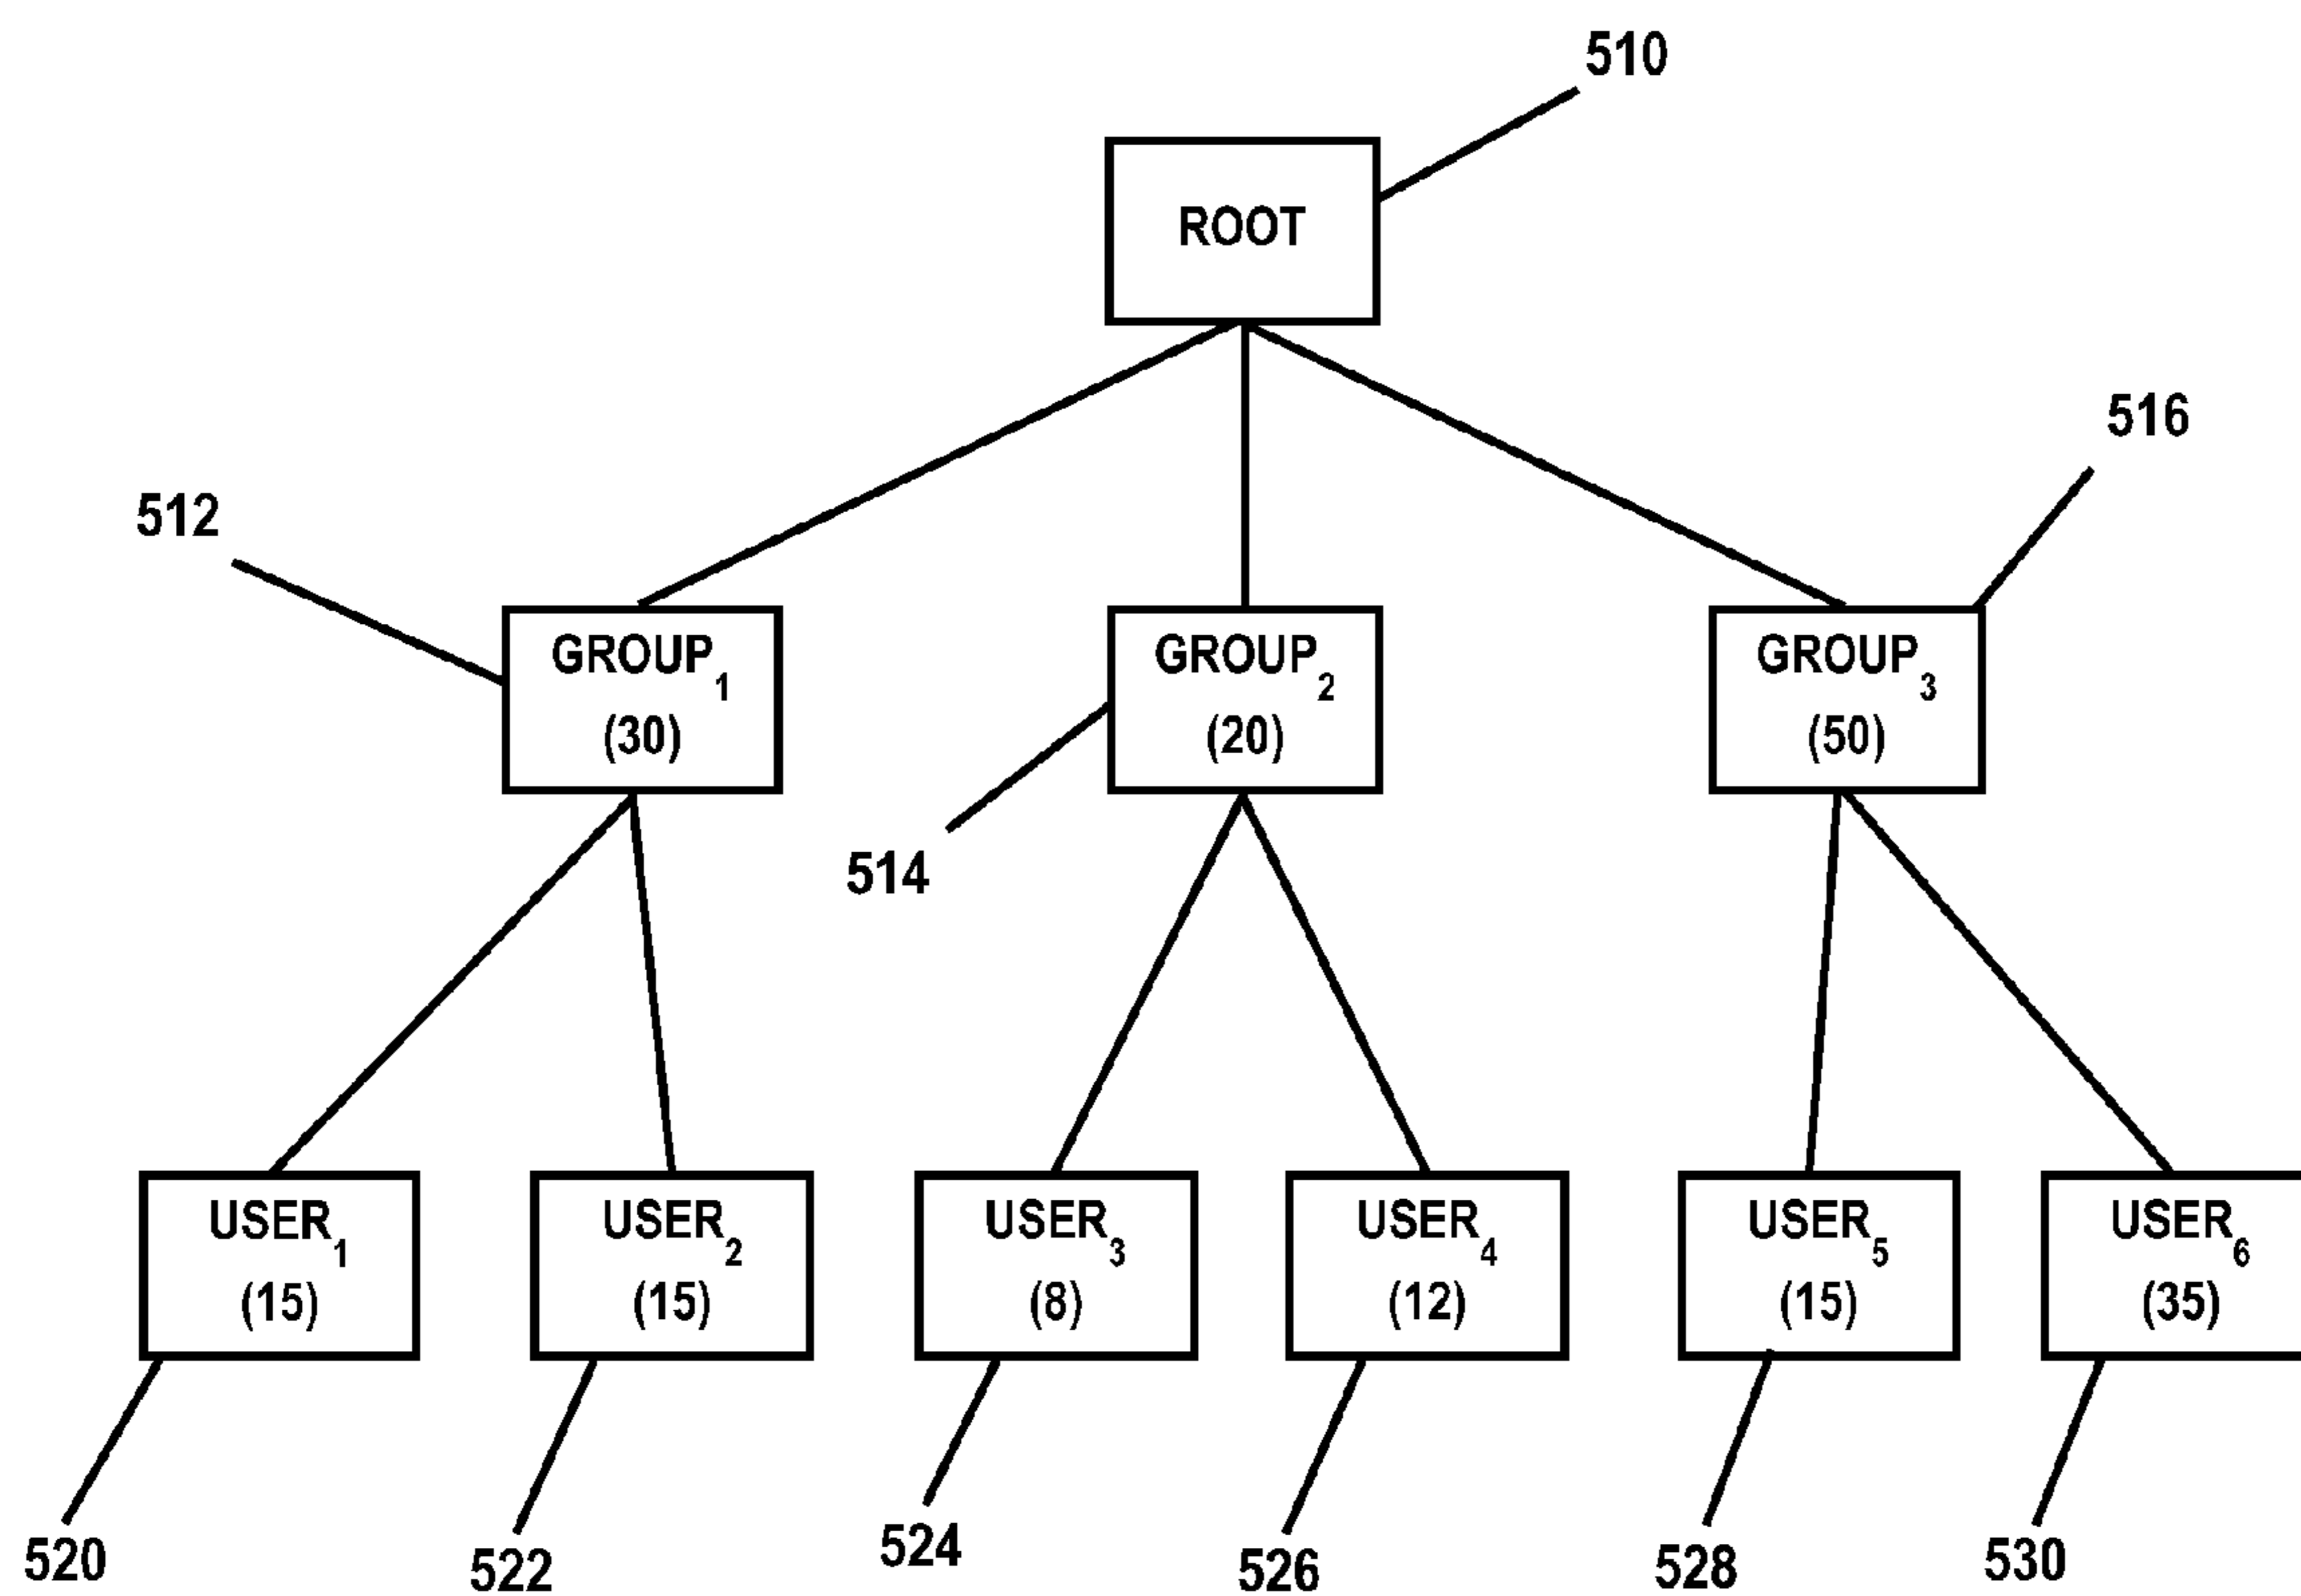 510
ROOT
516
512
GROUP1
(30)
GROUP2
(20)
GROUP3
(50)
514
USER1
(15)
USER2
(15)
USER3
(8)
USER4
(12)
USER5
(15)
USER6
(35)
520
522
524
526
528
530